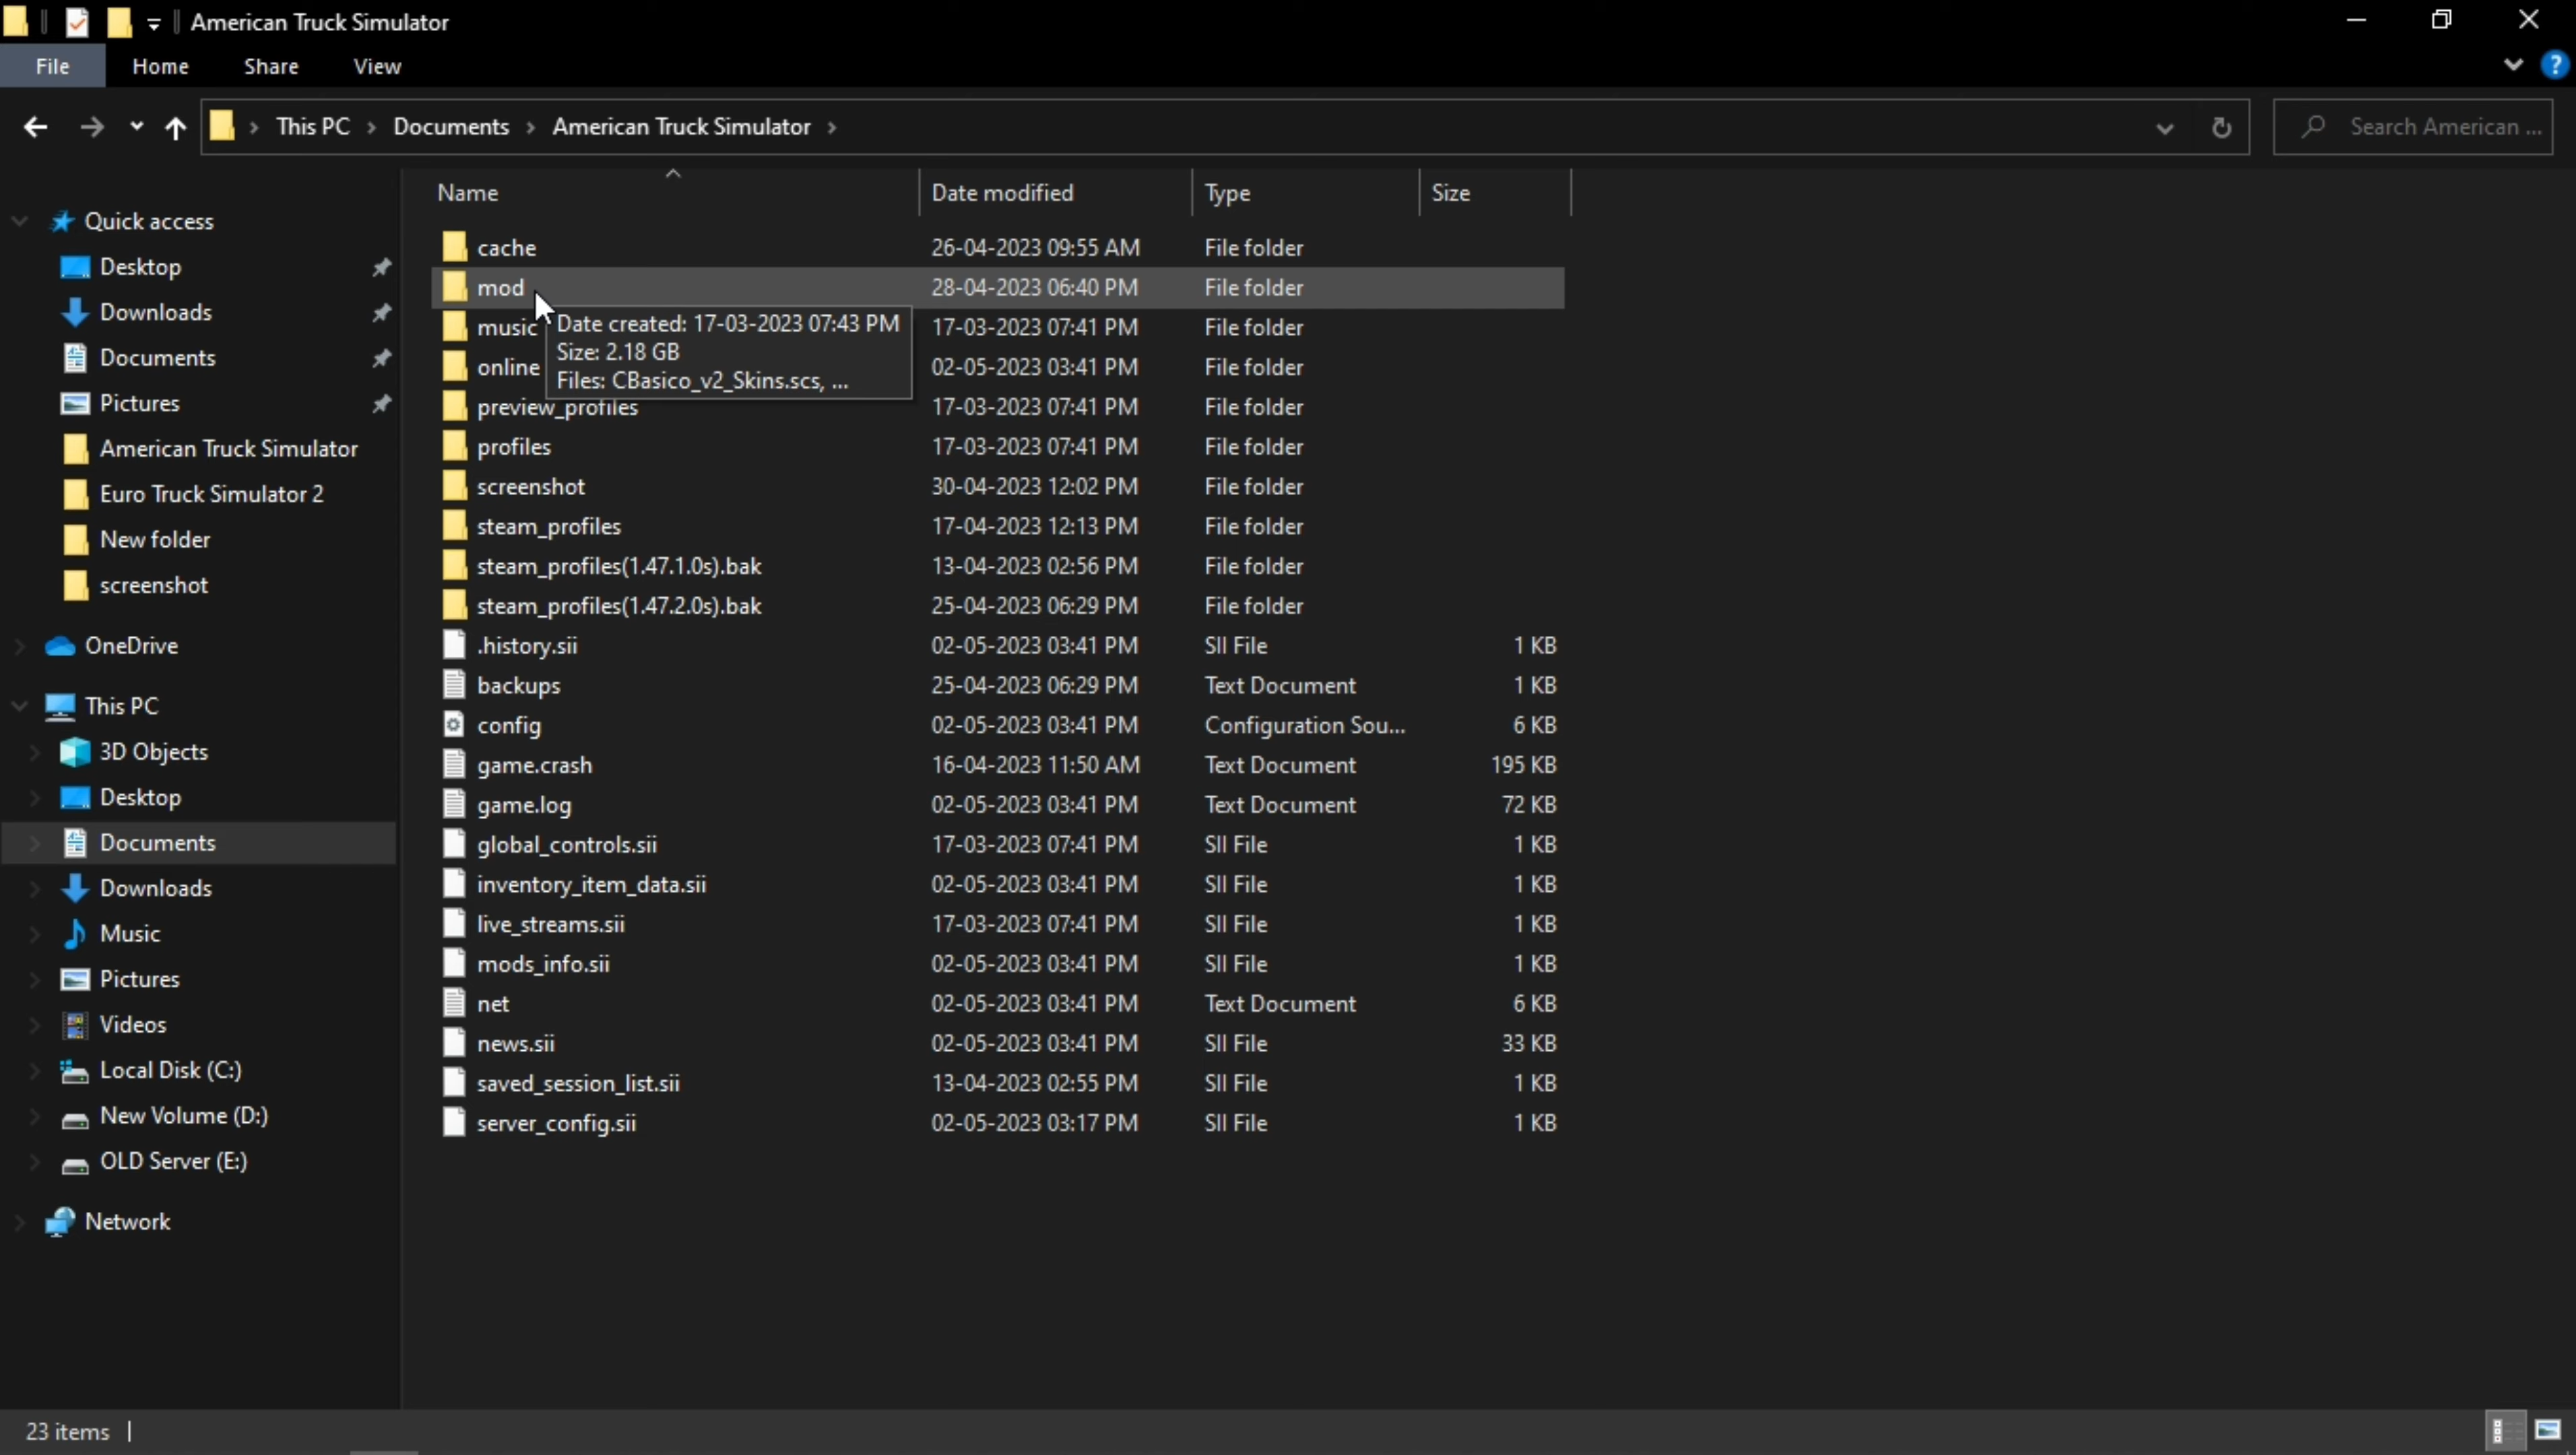 American Truck Simulator
File Home Share View
This PC > Documents > American Truck Simulator >
Search American ...
Name Date modified Type Size
Quick access
Desktop
Downloads
Documents
Pictures
American Truck Simulator
Euro Truck Simulator 2
New folder
screenshot
OneDrive
This PC
3D Objects
Desktop
Documents
Downloads
Music
Pictures
Videos
Local Disk (C:)
New Volume (D:)
OLD Server (E:)
Network
cache 26-04-2023 09:55 AM File folder
mod 28-04-2023 06:40 PM File folder
music 17-03-2023 07:41 PM File folder
online 02-05-2023 03:41 PM File folder
Date created: 17-03-2023 07:43 PM
Size: 2.18 GB
Files: CBasico_v2_Skins.scs, ...
preview_profiles 17-03-2023 07:41 PM File folder
profiles 17-03-2023 07:41 PM File folder
screenshot 30-04-2023 12:02 PM File folder
steam_profiles 17-04-2023 12:13 PM File folder
steam_profiles(1.47.1.0s).bak 13-04-2023 02:56 PM File folder
steam_profiles(1.47.2.0s).bak 25-04-2023 06:29 PM File folder
.history.sii 02-05-2023 03:41 PM SII File 1 KB
backups 25-04-2023 06:29 PM Text Document 1 KB
config 02-05-2023 03:41 PM Configuration Sou... 6 KB
game.crash 16-04-2023 11:50 AM Text Document 195 KB
game.log 02-05-2023 03:41 PM Text Document 72 KB
global_controls.sii 17-03-2023 07:41 PM SII File 1 KB
inventory_item_data.sii 02-05-2023 03:41 PM SII File 1 KB
live_streams.sii 17-03-2023 07:41 PM SII File 1 KB
mods_info.sii 02-05-2023 03:41 PM SII File 1 KB
net 02-05-2023 03:41 PM Text Document 6 KB
news.sii 02-05-2023 03:41 PM SII File 33 KB
saved_session_list.sii 13-04-2023 02:55 PM SII File 1 KB
server_config.sii 02-05-2023 03:17 PM SII File 1 KB
23 items